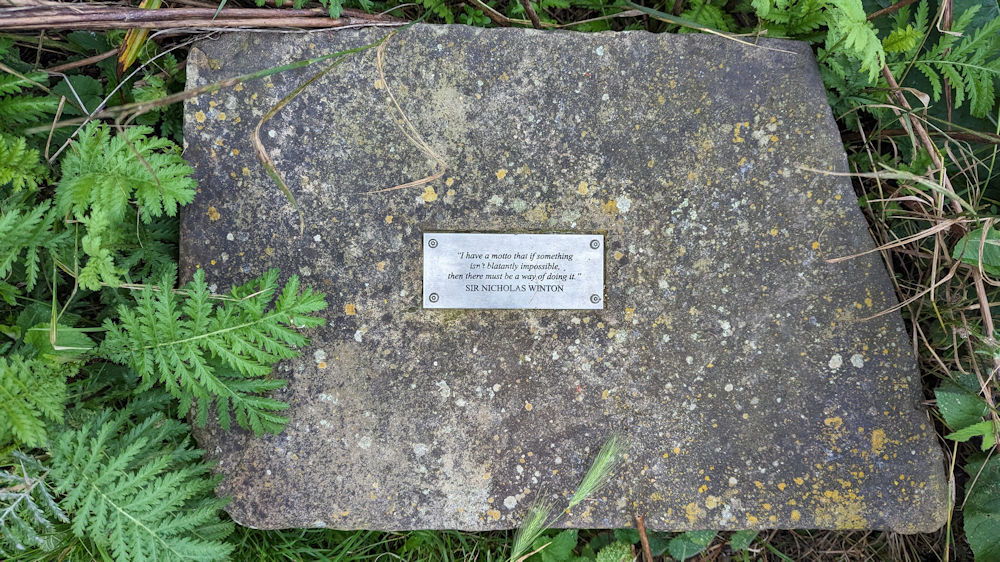 "I have a motto that if something
isn't blatantly impossible,
then there must be a way of doing it."
SIR NICHOLAS WINTON